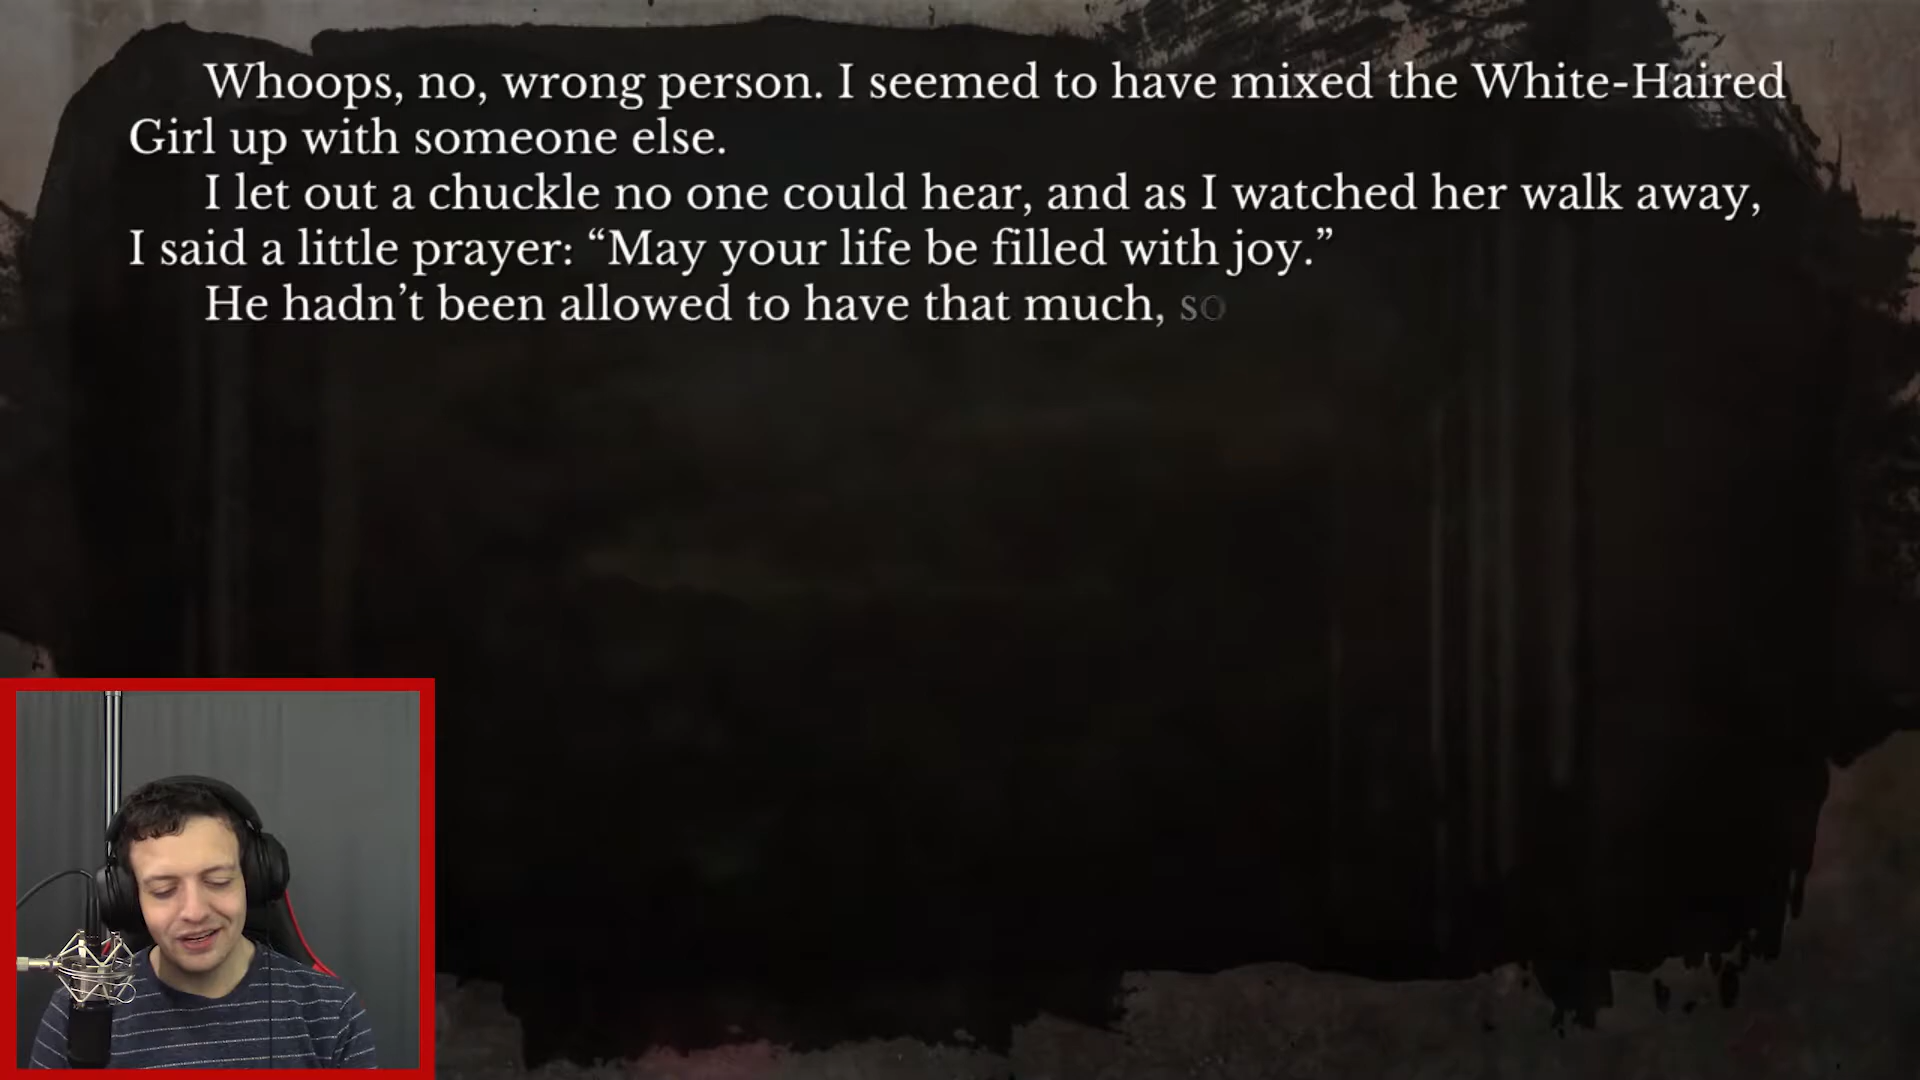 Whoops, no, wrong person. I seemed to have mixed the White-Haired
Girl up with someone else.
I let out a chuckle no one could hear, and as I watched her walk away,
I said a little prayer: “May your life be filled with joy.”
He hadn’t been allowed to have that much, so